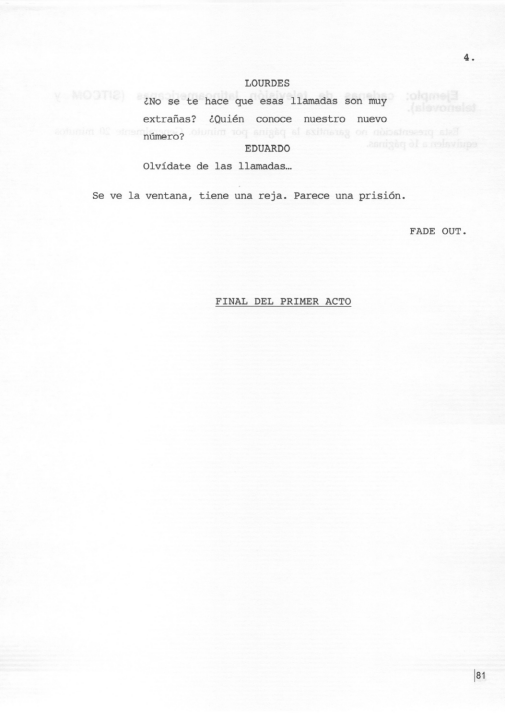 4.
LOURDES
¿No se te hace que esas llamadas son muy
extrañas? ¿Quién conoce nuestro nuevo
número?
EDUARDO
Olvídate de las llamadas…
Se ve la ventana, tiene una reja. Parece una prisión.
FADE OUT.
FINAL DEL PRIMER ACTO
|81